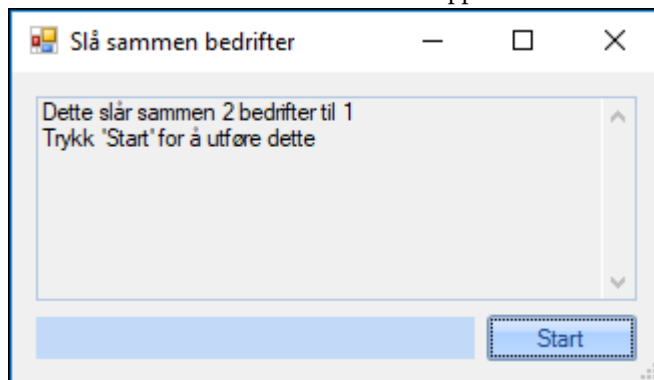 Slå sammen bedrifter
Dette slår sammen 2 bedrifter til 1
Trykk 'Start' for å utføre dette
Start